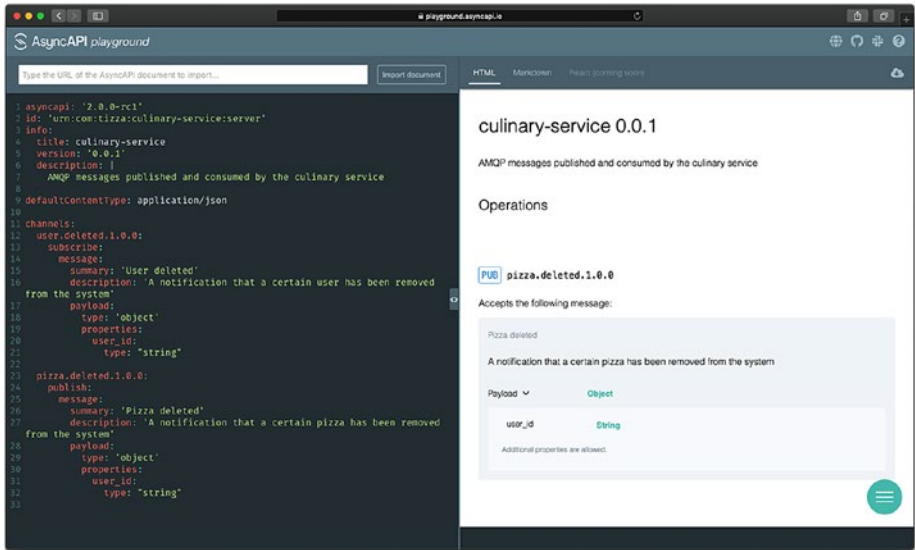 playground.asyncapi.io
AsyncAPI playground
Type the URL of the AsyncAPI document to import...
Import document
HTML
Markdown
React (coming soon)
1 asyncapi: '2.0.0-rc1'
2 id: 'urn:com:tizza:culinary-service:server'
3 info:
4 title: culinary-service
5 version: '0.0.1'
6 description: |
7 AMQP messages published and consumed by the culinary service
8
9 defaultContentType: application/json
10
11 channels:
12 user.deleted.1.0.0:
13 subscribe:
14 message:
15 summary: 'User deleted'
16 description: 'A notification that a certain user has been removed
from the system'
17 payload:
18 type: 'object'
19 properties:
20 user_id:
21 type: "string"
22
23 pizza.deleted.1.0.0:
24 publish:
25 message:
26 summary: 'Pizza deleted'
27 description: 'A notification that a certain pizza has been removed
from the system'
28 payload:
29 type: 'object'
30 properties:
31 user_id:
32 type: "string"
33
culinary-service 0.0.1
AMQP messages published and consumed by the culinary service
Operations
PUB pizza.deleted.1.0.0
Accepts the following message:
Pizza deleted
A notification that a certain pizza has been removed from the system
Payload
Object
user_id
String
Additional properties are allowed.